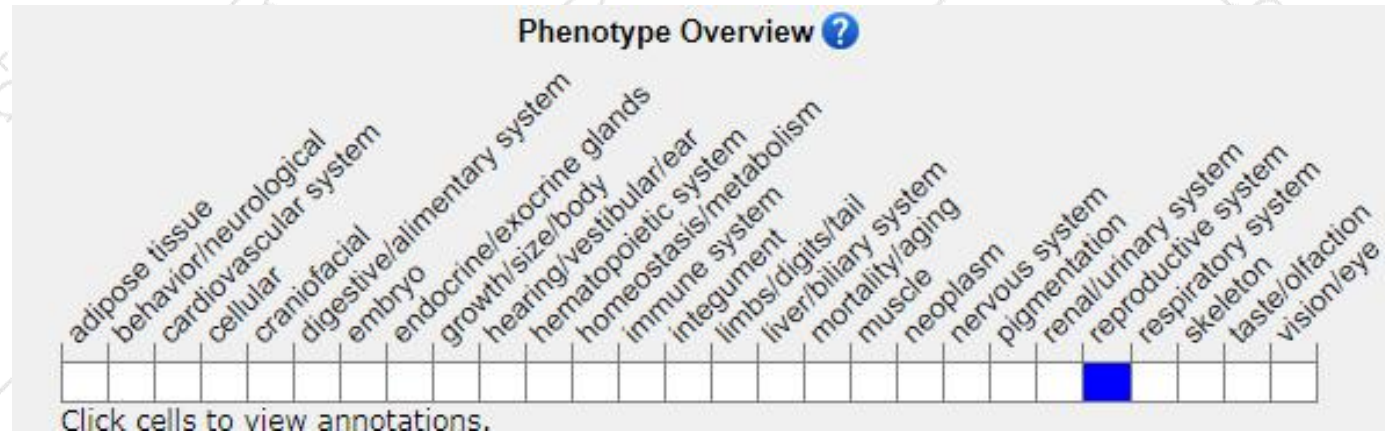 Phenotype Overview ?
adipose tissue
behavior/neurological
cardiovascular system
cellular
craniofacial
digestive/alimentary system
embryo
endocrine/exocrine glands
growth/size/body
hearing/vestibular/ear
hematopoietic system
homeostasis/metabolism
immune system
integument
limbs/digits/tail
liver/biliary system
mortality/aging
muscle
neoplasm
nervous system
pigmentation
renal/urinary system
reproductive system
respiratory system
skeleton
taste/olfaction
vision/eye
Click cells to view annotations.